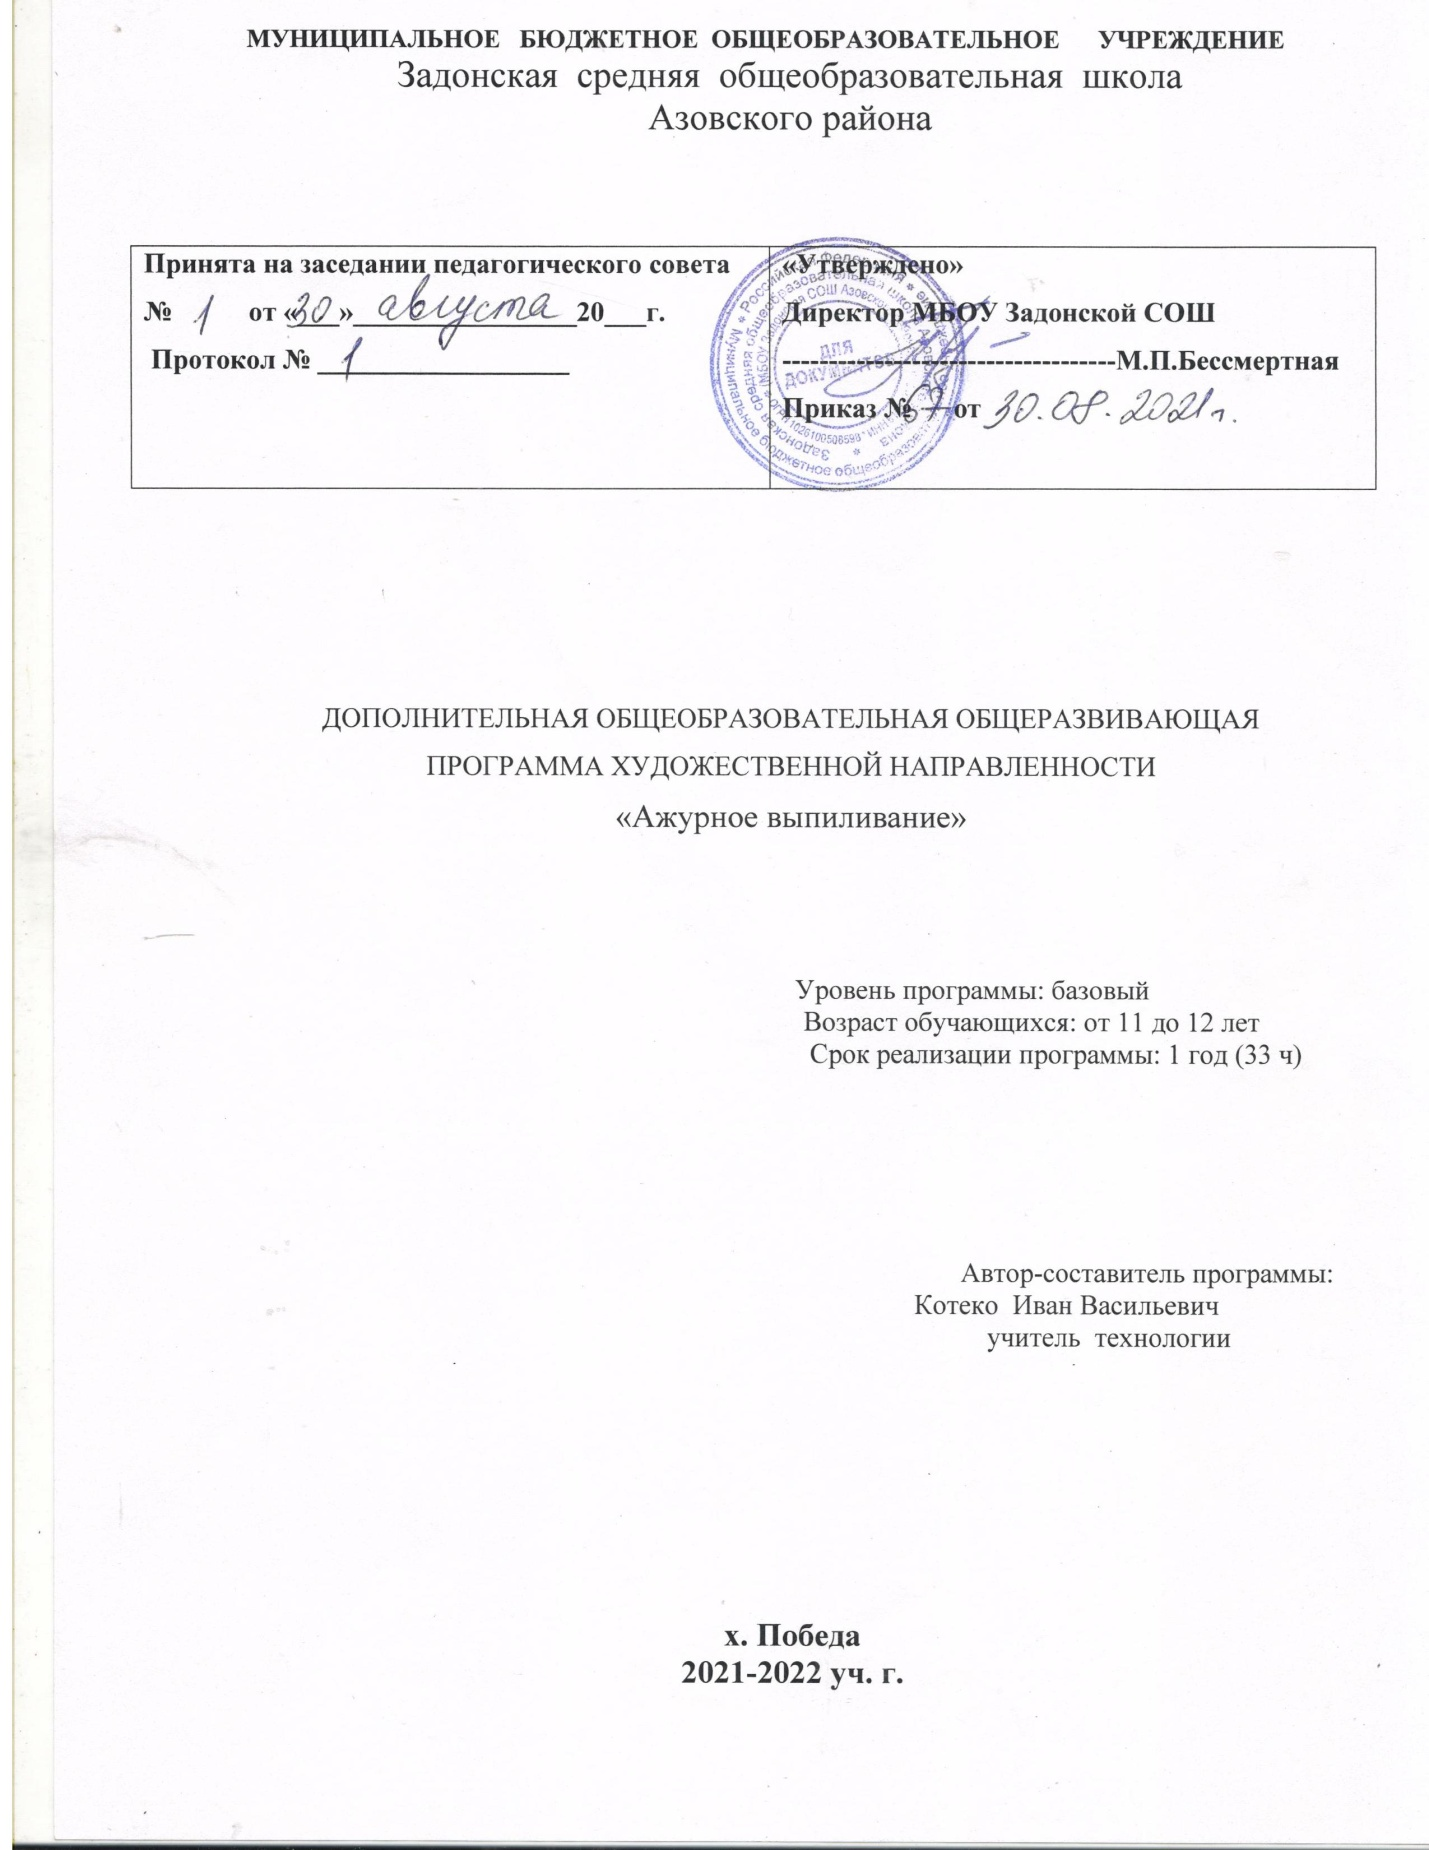 МУНИЦИПАЛЬНОЕ БЮДЖЕТНОЕ ОБЩЕОБРАЗОВАТЕЛЬНОЕ УЧРЕЖДЕНИЕ
Задонская средняя общеобразовательная школа
Азовского района
Принята на заседании педагогического совета
№ 1 от «30» августа 20___г.
Протокол № 1
«Утверждено»
Директор МБОУ Задонской СОШ
------------------------------------М.П.Бессмертная
Приказ № от 30.08.2021г.
ДЛЯ
ДОКУМЕНТОВ
ДОПОЛНИТЕЛЬНАЯ ОБЩЕОБРАЗОВАТЕЛЬНАЯ ОБЩЕРАЗВИВАЮЩАЯ
ПРОГРАММА ХУДОЖЕСТВЕННОЙ НАПРАВЛЕННОСТИ
«Ажурное выпиливание»
Уровень программы: базовый
Возраст обучающихся: от 11 до 12 лет
Срок реализации программы: 1 год (33 ч)
Автор-составитель программы:
Котеко Иван Васильевич
учитель технологии
х. Победа
2021-2022 уч. г.